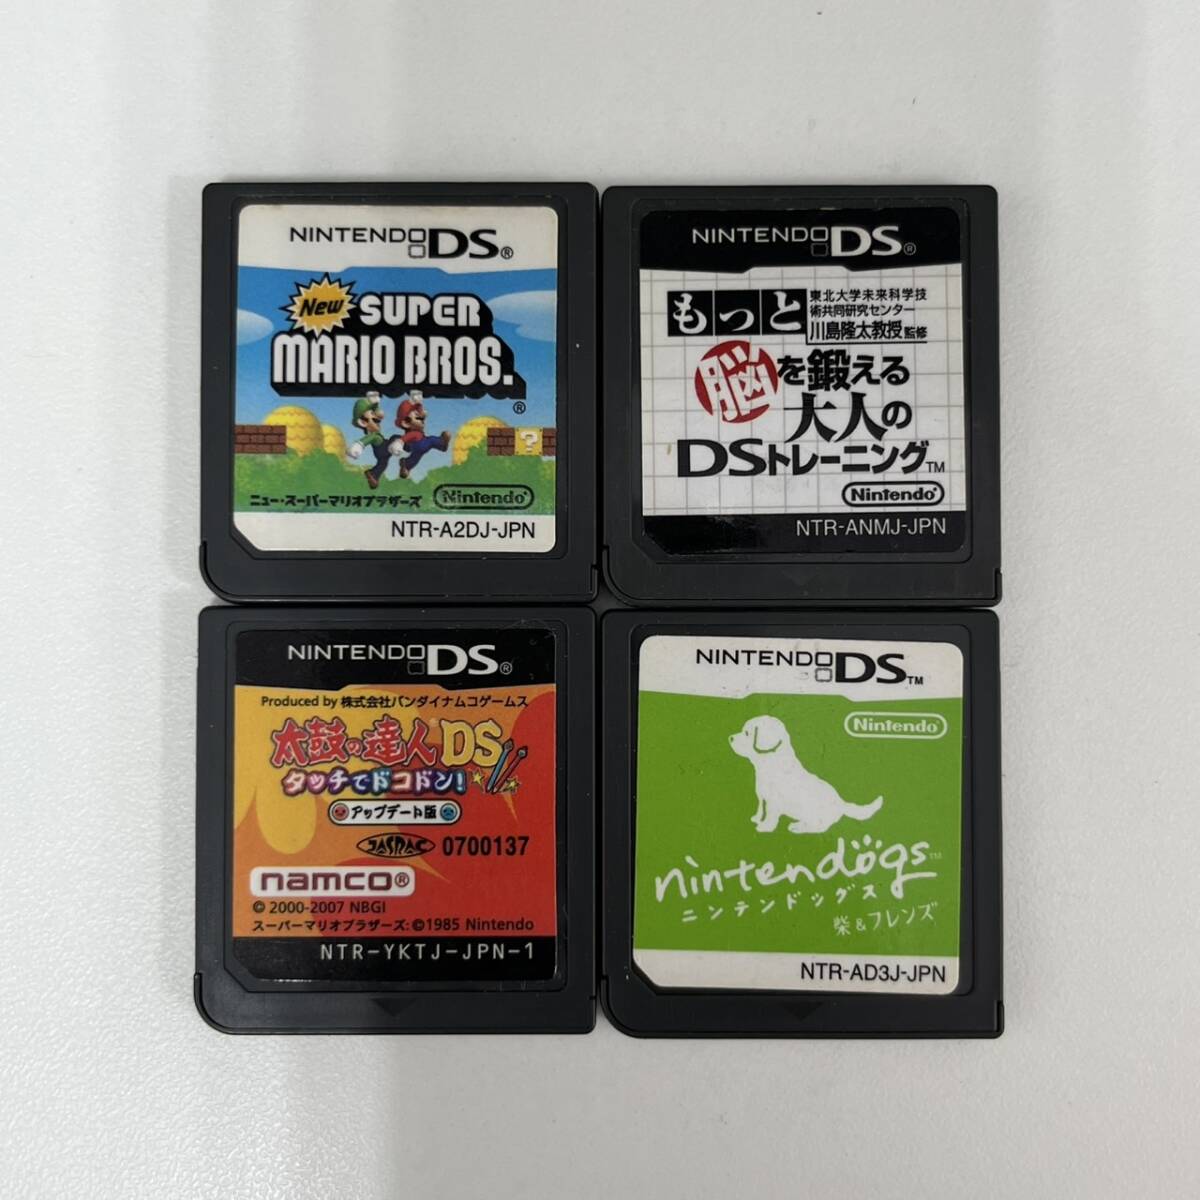 NINTENDO DS®
New SUPER
MARIO BROS.®
ニュー・スーパーマリオブラザーズ
Nintendo®
NTR-A2DJ-JPN
NINTENDO DS®
もっと
東北大学未来科学技
術共同研究センター
川島隆太教授監修
脳を鍛える
大人の
DSトレーニング™
Nintendo®
NTR-ANMJ-JPN
NINTENDO DS®
Produced by 株式会社バンダイナムコゲームス
太鼓の達人DS
タッチでドコドン!
アップデート版
JASRAC 0700137
namco®
© 2000-2007 NBGI
スーパーマリオブラザーズ:©1985 Nintendo
NTR-YKTJ-JPN-1
NINTENDO DS™
Nintendo®
nintendogs™
ニンテンドッグス
柴&フレンズ
NTR-AD3J-JPN